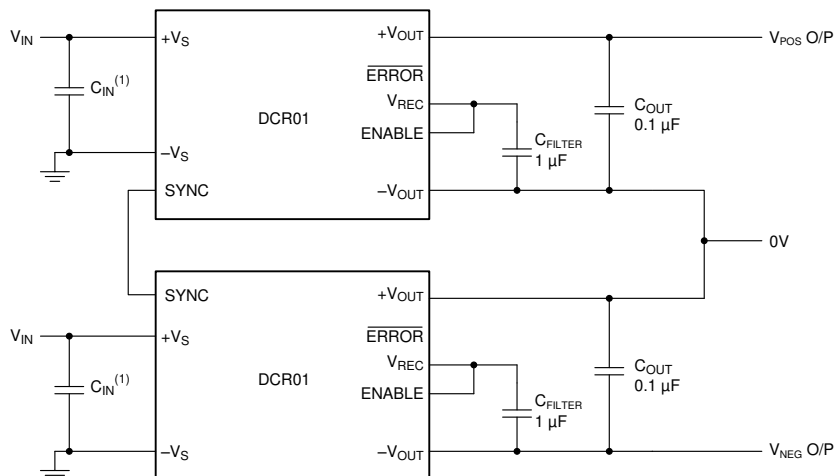 V_IN
C_IN^(1)
+V_S
–V_S
SYNC
DCR01
+V_OUT
ERROR
V_REC
ENABLE
–V_OUT
C_FILTER
1 µF
C_OUT
0.1 µF
V_POS O/P
0V
SYNC
V_IN
C_IN^(1)
+V_S
–V_S
DCR01
+V_OUT
ERROR
V_REC
ENABLE
–V_OUT
C_FILTER
1 µF
C_OUT
0.1 µF
V_NEG O/P